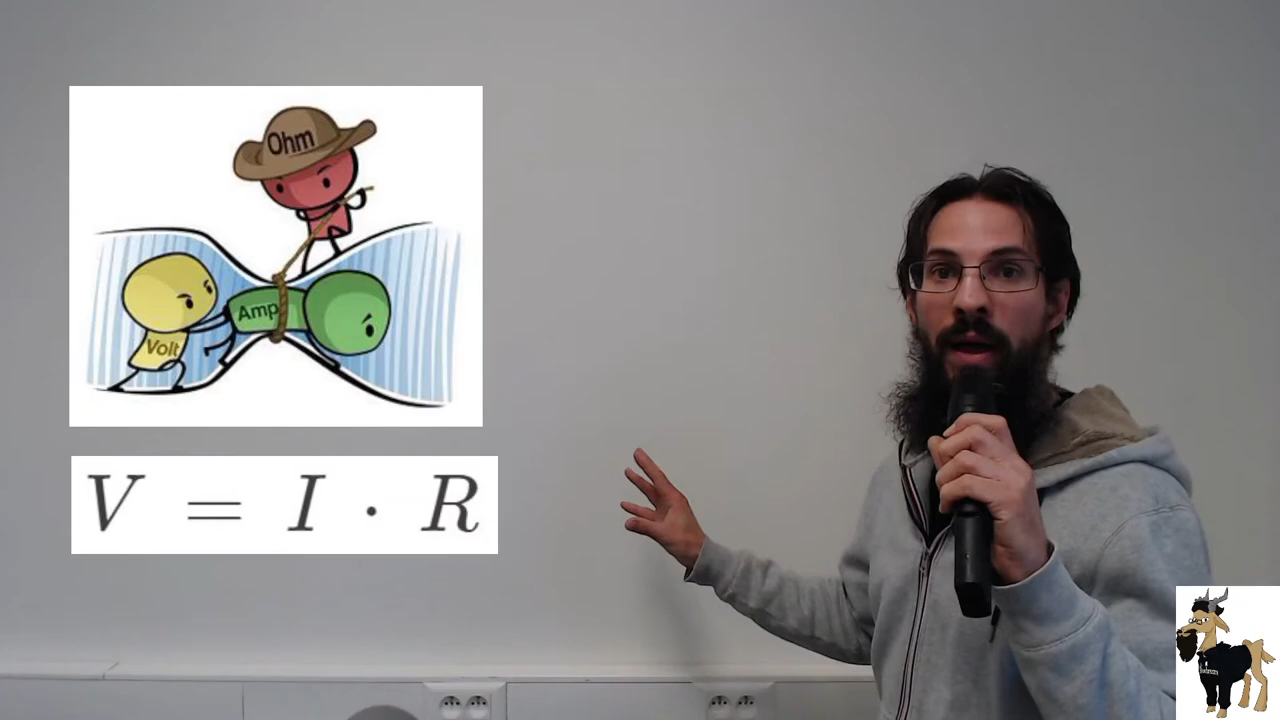 Ohm
Amp
Volt
V = I · R